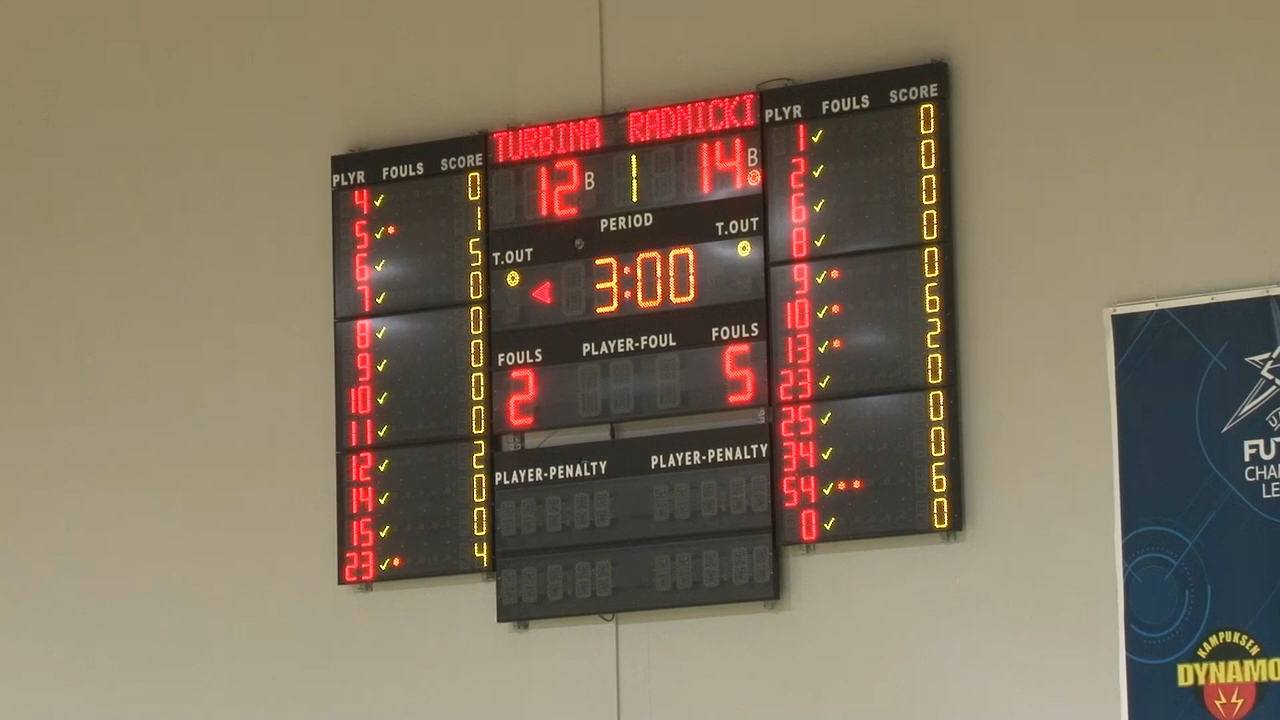 TURBINA RADNICKI
12 B 1 14 B
PERIOD
T.OUT T.OUT
3:00
FOULS PLAYER-FOUL FOULS
2 5
PLAYER-PENALTY PLAYER-PENALTY
PLYR FOULS SCORE
4 0
5 1
6 5
7 0
8 0
9 0
10 0
11 0
12 2
14 0
15 0
23 4
PLYR FOULS SCORE
1 0
2 0
6 0
8 0
9 0
10 6
13 2
23 0
25 0
34 0
54 6
0 0
KAMPUKSEN
DYNAMO